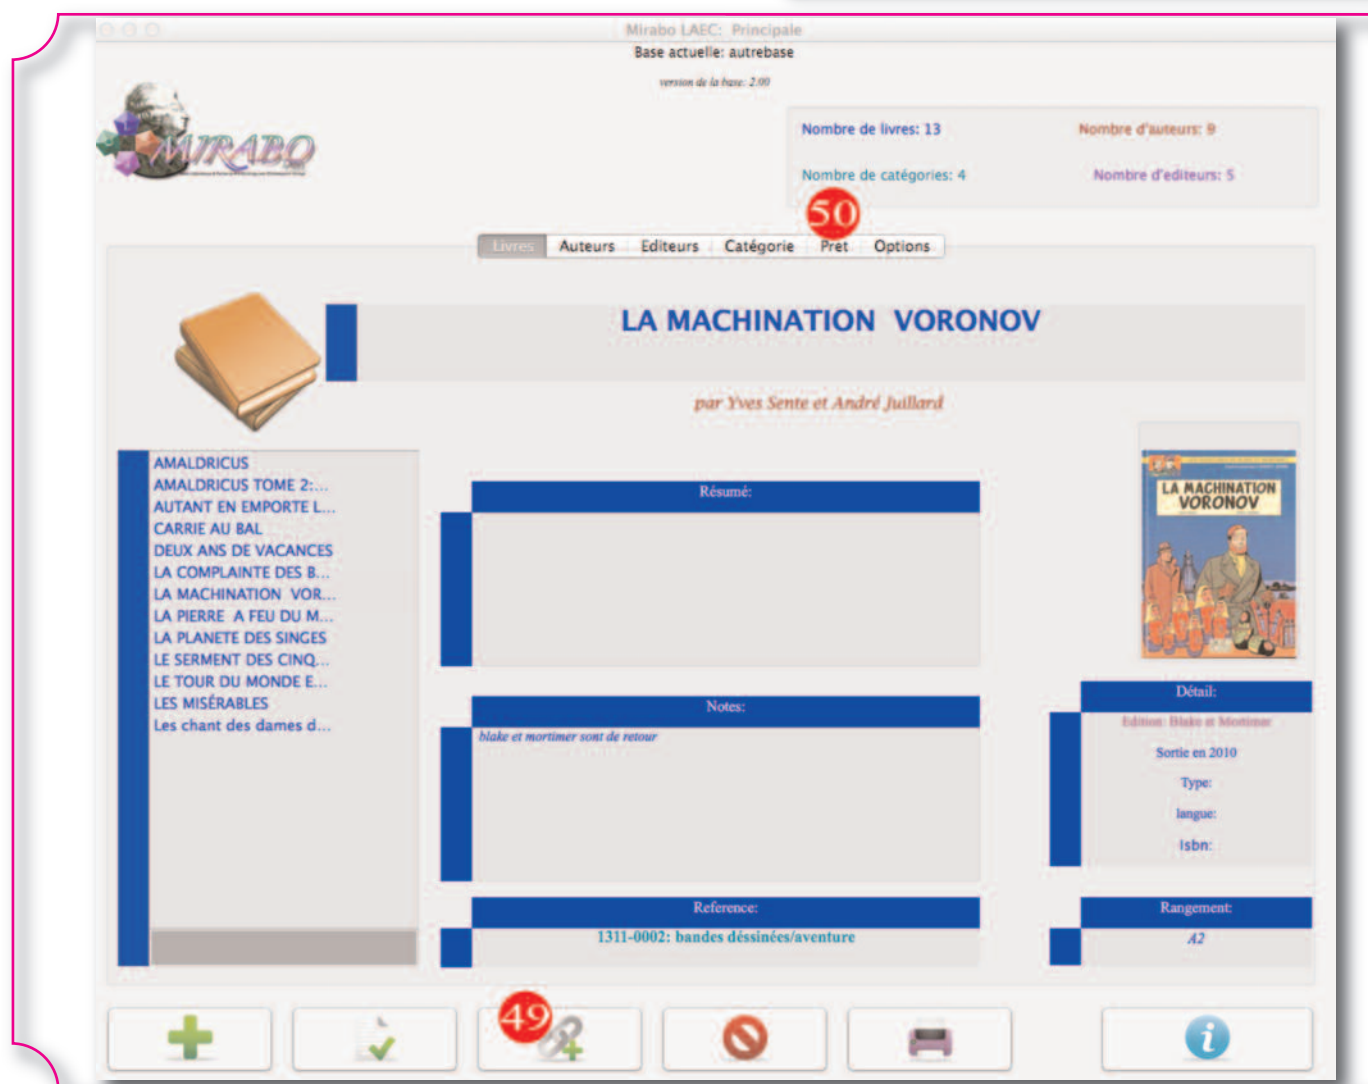 Mirabo LAEC: Principale
Base actuelle: autrebase
version de la base: 2.00
MIRABO
Nombre de livres: 13
Nombre d'auteurs: 9
Nombre de catégories: 4
Nombre d'editeurs: 5
50
Livres Auteurs Editeurs Catégorie Pret Options
LA MACHINATION VORONOV
par Yves Sente et André Juillard
AMALDRICUS
AMALDRICUS TOME 2:...
AUTANT EN EMPORTE L...
CARRIE AU BAL
DEUX ANS DE VACANCES
LA COMPLAINTE DES B...
LA MACHINATION VOR...
LA PIERRE A FEU DU M...
LA PLANETE DES SINGES
LE SERMENT DES CINQ...
LE TOUR DU MONDE E...
LES MISÉRABLES
Les chant des dames d...
Résumé:
Notes:
blake et mortimer sont de retour
Reference:
1311-0002: bandes déssinées/aventure
LA MACHINATION
VORONOV
Détail:
Edition: Blake et Mortimer
Sortie en 2010
Type:
langue:
Isbn:
Rangement:
A2
49